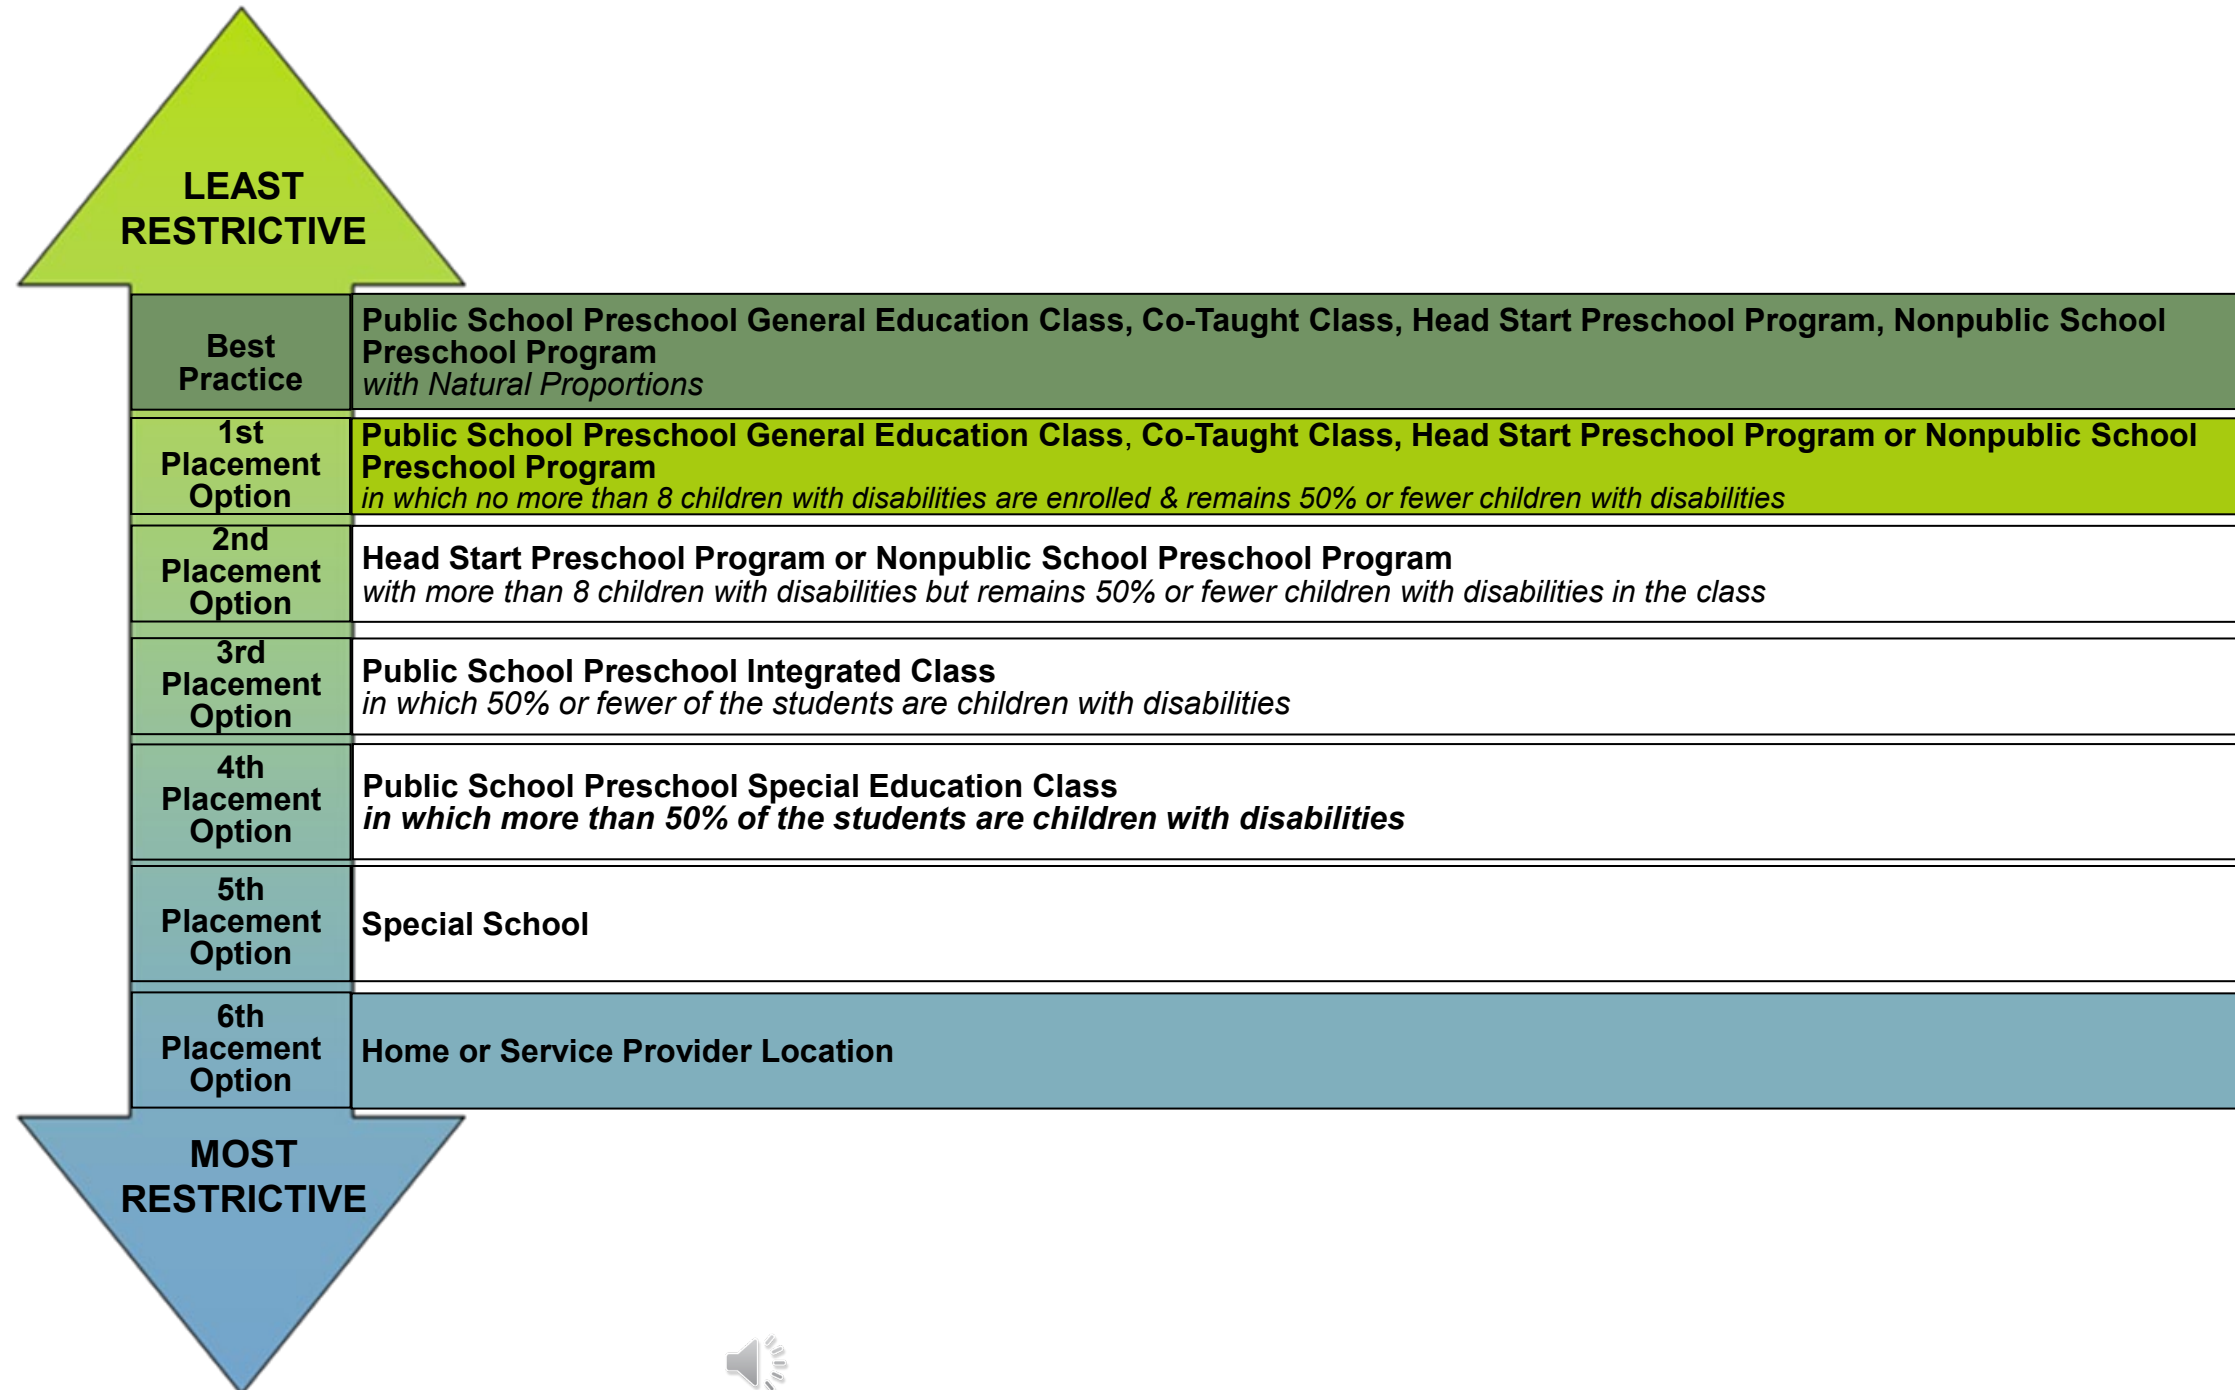 LEAST
RESTRICTIVE
Best
Practice
Public School Preschool General Education Class, Co-Taught Class, Head Start Preschool Program, Nonpublic School
Preschool Program
with Natural Proportions
1st
Placement
Option
Public School Preschool General Education Class, Co-Taught Class, Head Start Preschool Program or Nonpublic School
Preschool Program
in which no more than 8 children with disabilities are enrolled & remains 50% or fewer children with disabilities
2nd
Placement
Option
Head Start Preschool Program or Nonpublic School Preschool Program
with more than 8 children with disabilities but remains 50% or fewer children with disabilities in the class
3rd
Placement
Option
Public School Preschool Integrated Class
in which 50% or fewer of the students are children with disabilities
4th
Placement
Option
Public School Preschool Special Education Class
in which more than 50% of the students are children with disabilities
5th
Placement
Option
Special School
6th
Placement
Option
Home or Service Provider Location
MOST
RESTRICTIVE